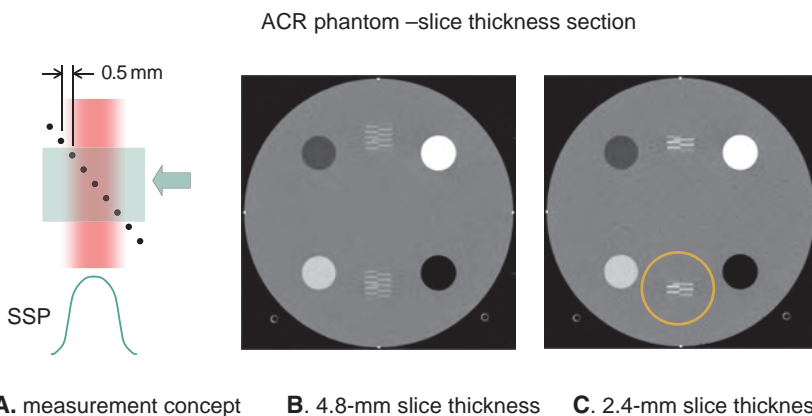 ACR phantom –slice thickness section
0.5 mm
SSP
A. measurement concept
B. 4.8-mm slice thickness
C. 2.4-mm slice